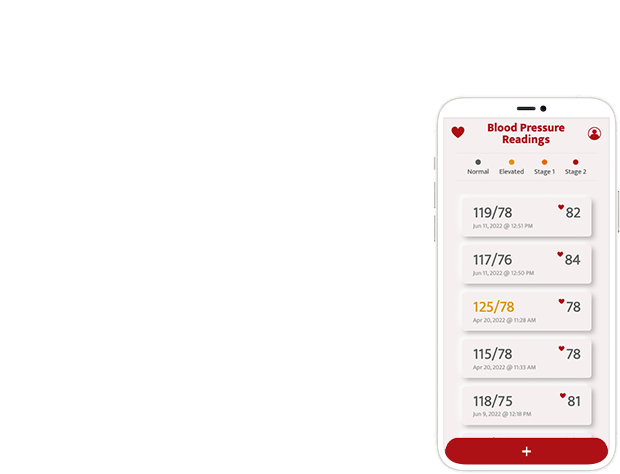 Blood Pressure
Readings
Normal Elevated Stage 1 Stage 2
119/78 82
Jun 11, 2022 @ 12:51 PM
117/76 84
Jun 11, 2022 @ 12:50 PM
125/78 78
Apr 20, 2022 @ 11:28 AM
115/78 78
Apr 20, 2022 @ 11:33 AM
118/75 81
Jun 9, 2022 @ 12:18 PM
+